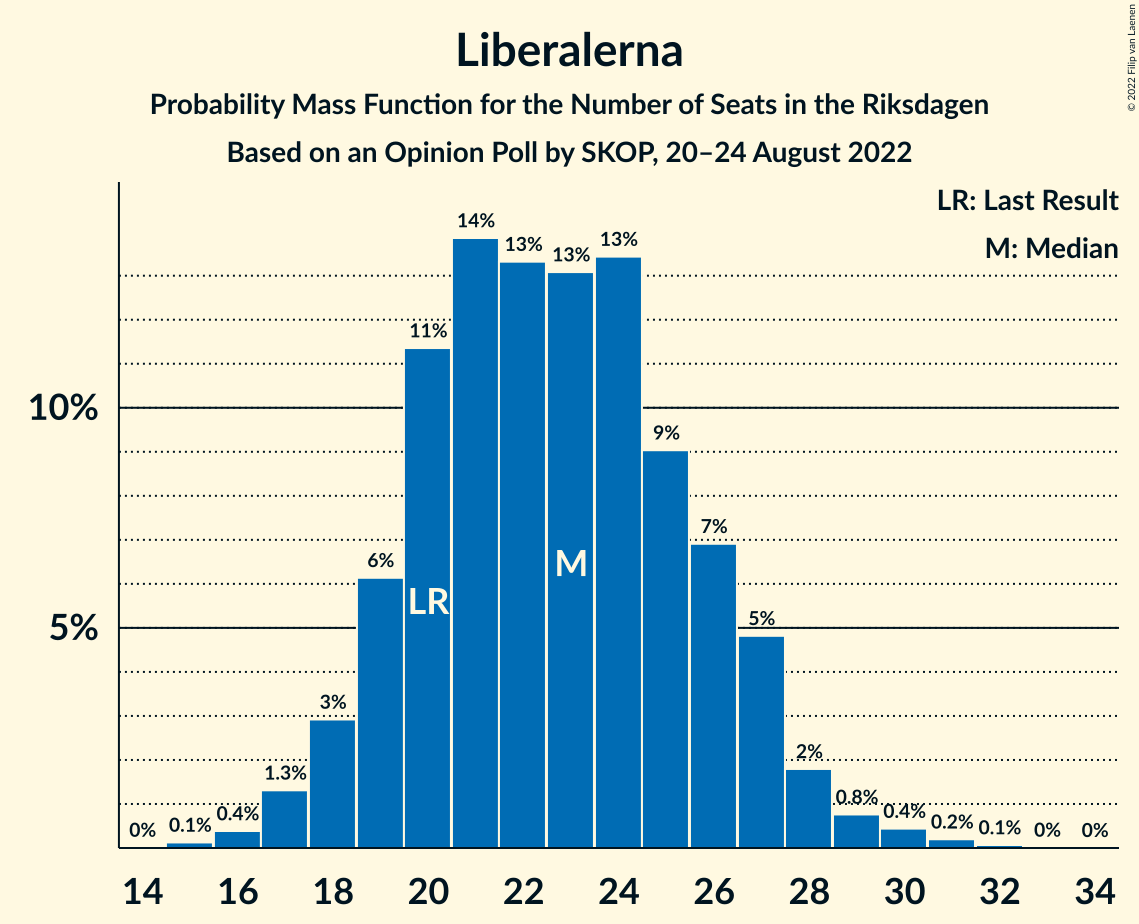 Liberalerna
Probability Mass Function for the Number of Seats in the Riksdagen
Based on an Opinion Poll by SKOP, 20–24 August 2022
© 2022 Filip van Laenen
LR: Last Result
M: Median
10%
5%
0%
0.1%
0.4%
1.3%
3%
6%
11%
14%
13%
13%
13%
9%
7%
5%
2%
0.8%
0.4%
0.2%
0.1%
0%
0%
LR
M
14 16 18 20 22 24 26 28 30 32 34